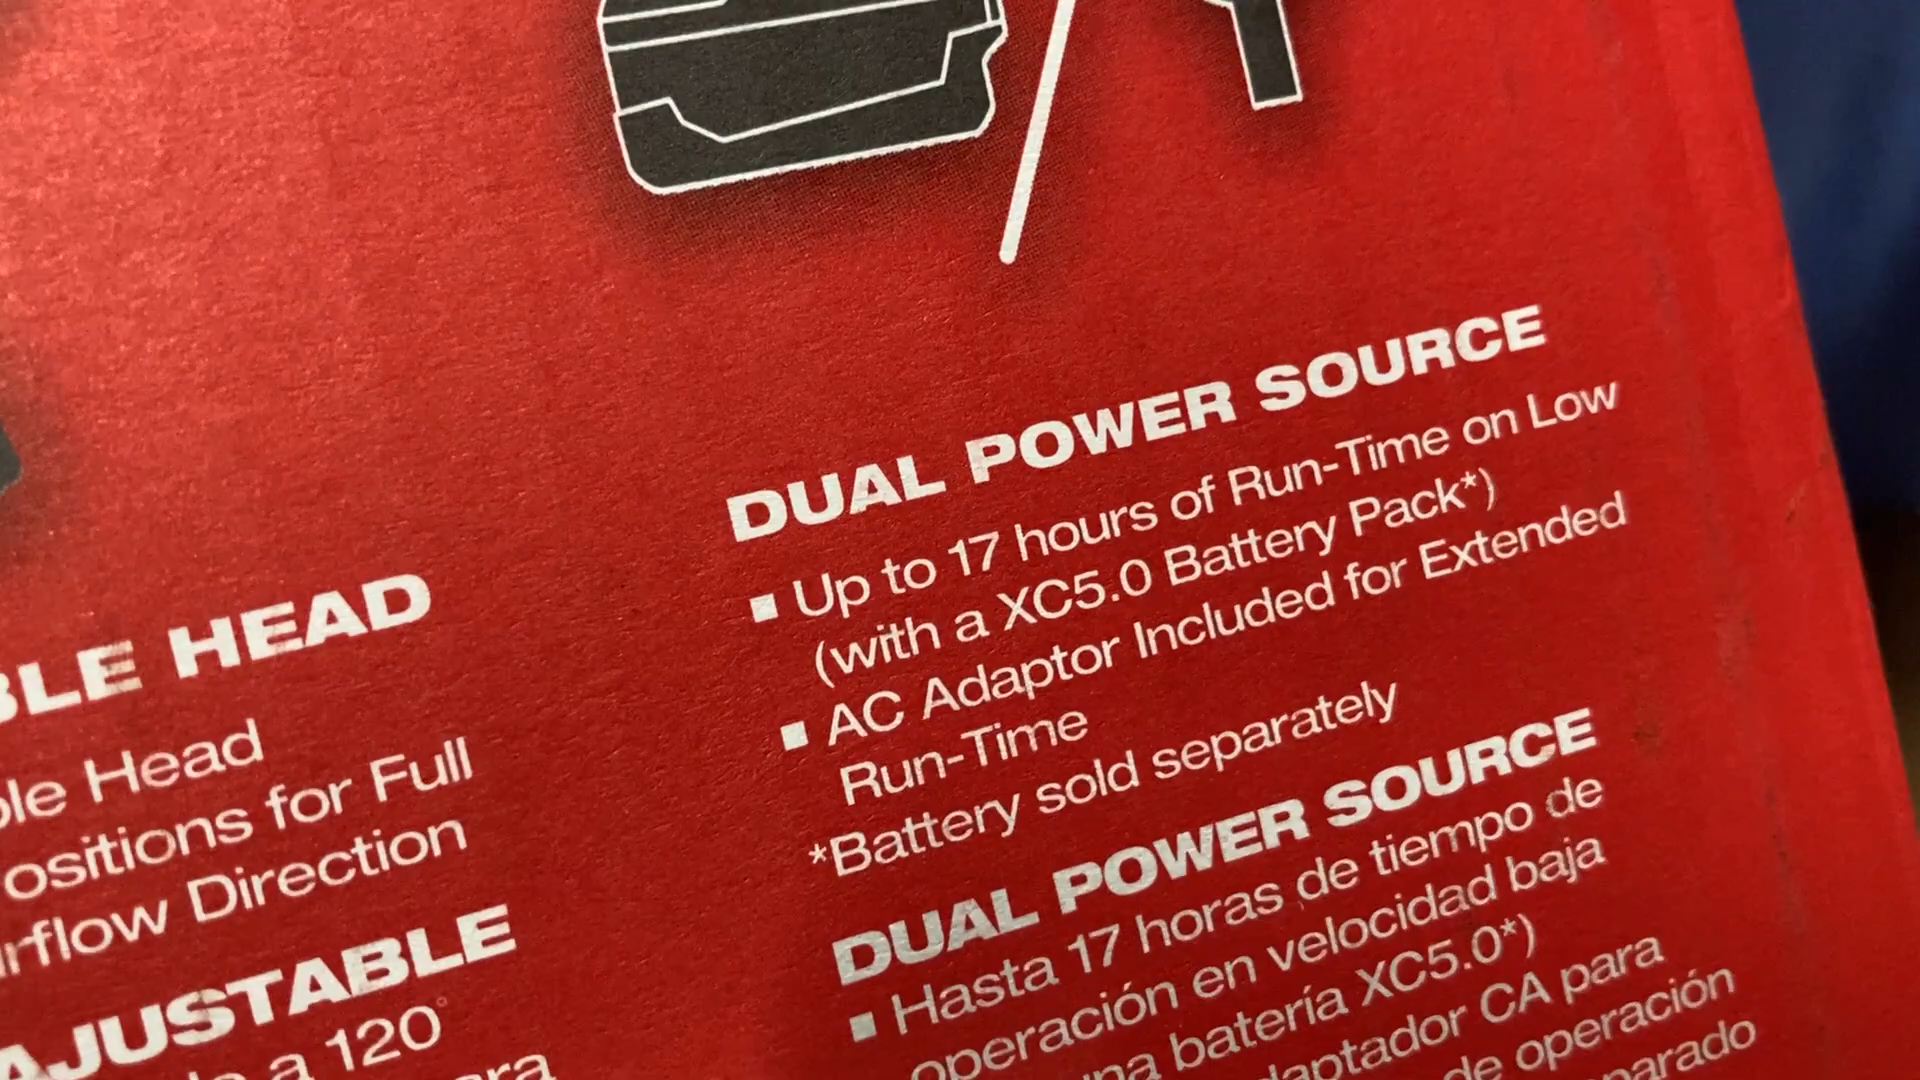 BLE HEAD
ble Head
ositions for Full
irflow Direction
AJUSTABLE
a 120°
ara
DUAL POWER SOURCE
▪ Up to 17 hours of Run-Time on Low
(with a XC5.0 Battery Pack*)
▪ AC Adaptor Included for Extended
Run-Time
*Battery sold separately
DUAL POWER SOURCE
▪ Hasta 17 horas de tiempo de
operación en velocidad baja
una batería XC5.0*)
daptador CA para
de operación
parado